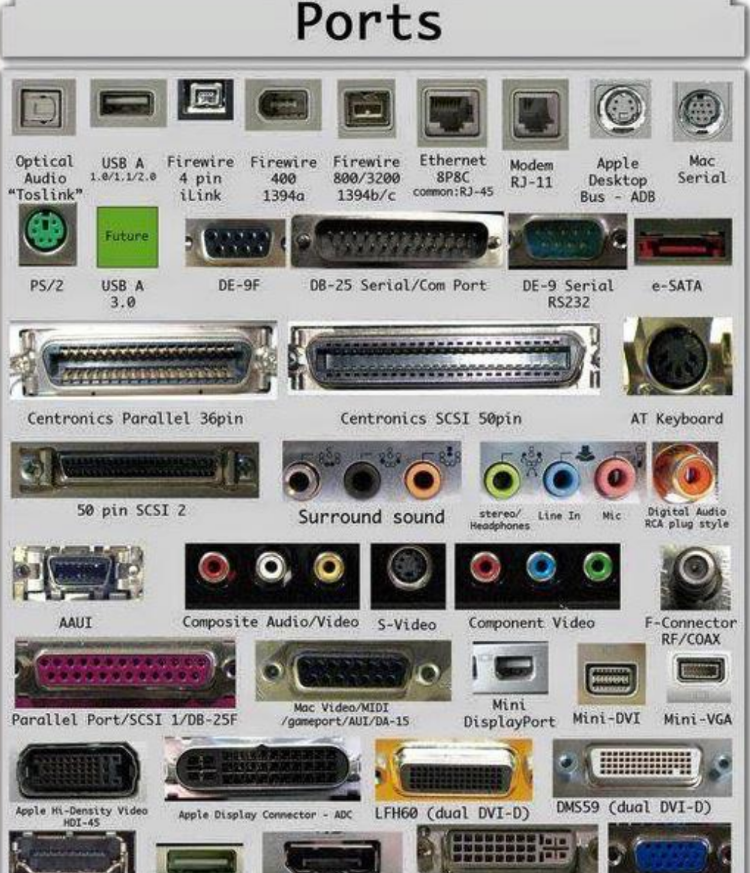 Ports
Optical
Audio
"Toslink"
USB A
1.0/1.1/2.0
Firewire
4 pin
iLink
Firewire
400
1394a
Firewire
800/3200
1394b/c
Ethernet
8P8C
common:RJ-45
Modem
RJ-11
Apple
Desktop
Bus - ADB
Mac
Serial
PS/2
Future
USB A
3.0
DE-9F
DB-25 Serial/Com Port
DE-9 Serial
RS232
e-SATA
Centronics Parallel 36pin
Centronics SCSI 50pin
AT Keyboard
50 pin SCSI 2
Surround sound
stereo/
Headphones
Line In
Mic
Digital Audio
RCA plug style
AAUI
Composite Audio/Video
S-Video
Component Video
F-Connector
RF/COAX
Parallel Port/SCSI 1/DB-25F
Mac Video/MIDI
/gameport/AUI/DA-15
Mini
DisplayPort
Mini-DVI
Mini-VGA
Apple Hi-Density Video
HDI-45
Apple Display Connector - ADC
LFH60 (dual DVI-D)
DMS59 (dual DVI-D)